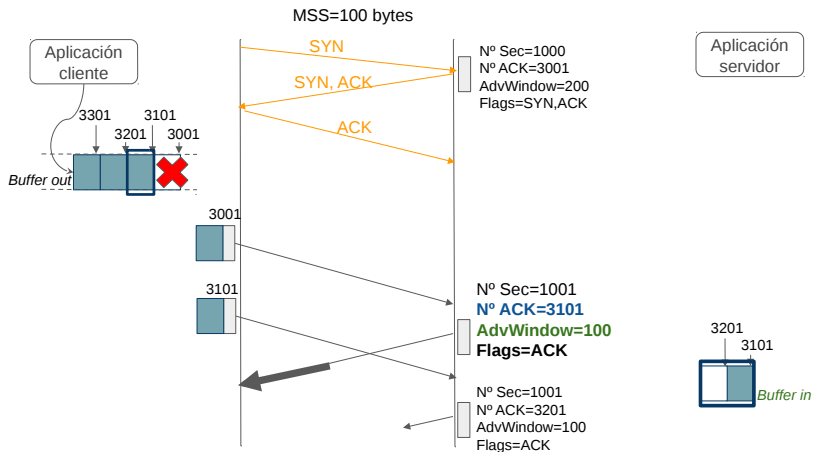 MSS=100 bytes
Aplicación
cliente
SYN
Nº Sec=1000
Nº ACK=3001
AdvWindow=200
Flags=SYN,ACK
Aplicación
servidor
SYN, ACK
ACK
3301
3201
3101
3001
Buffer out
3001
3101
Nº Sec=1001
Nº ACK=3101
AdvWindow=100
Flags=ACK
3201
3101
Buffer in
Nº Sec=1001
Nº ACK=3201
AdvWindow=100
Flags=ACK